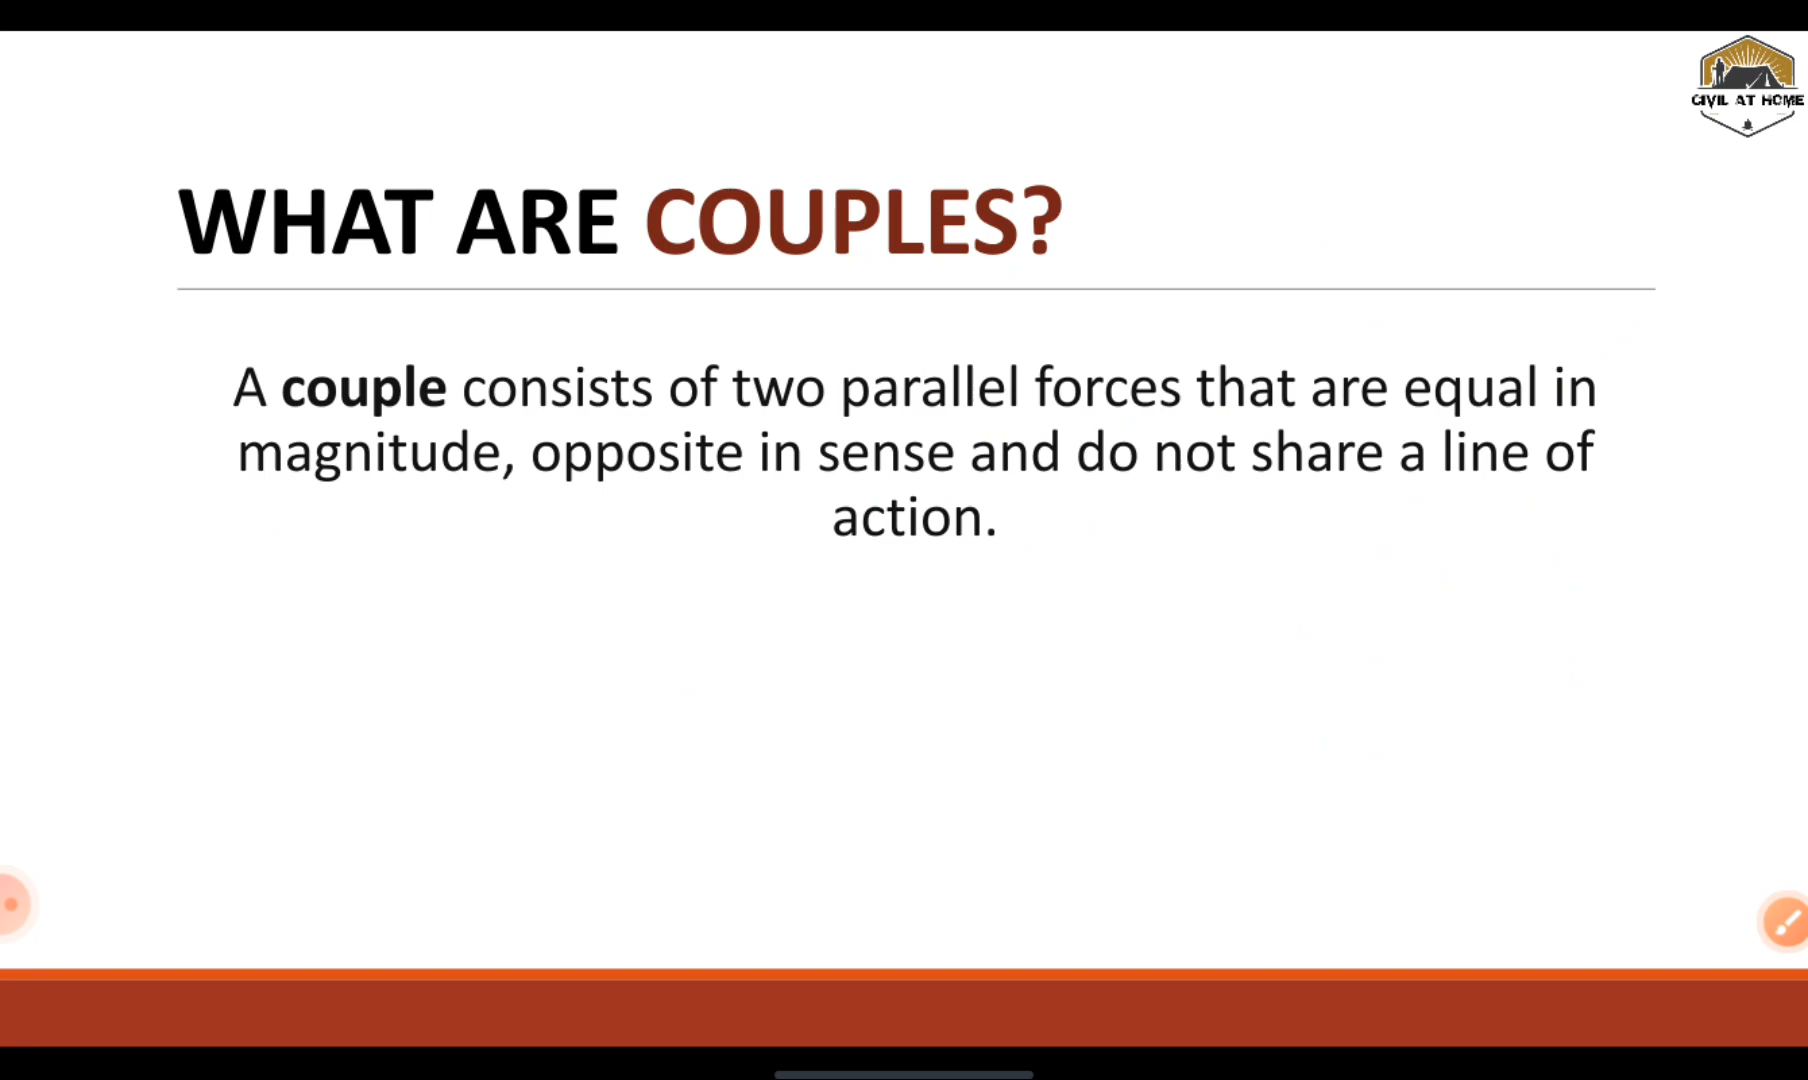 CIVIL AT HOME
WHAT ARE COUPLES?
A couple consists of two parallel forces that are equal in
magnitude, opposite in sense and do not share a line of
action.